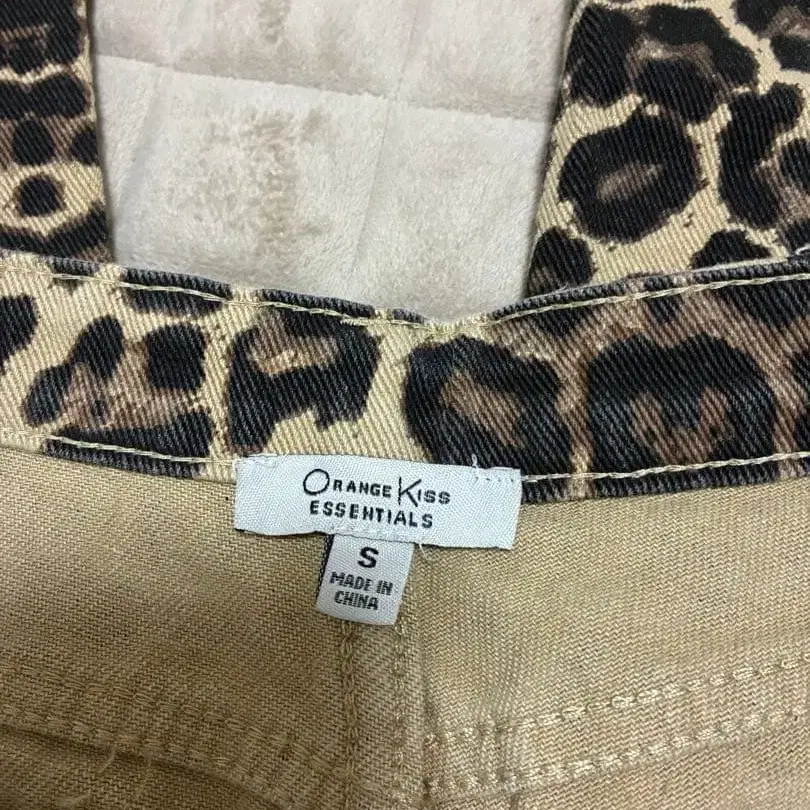 ORANGE KISS
ESSENTIALS
S
MADE IN
CHINA